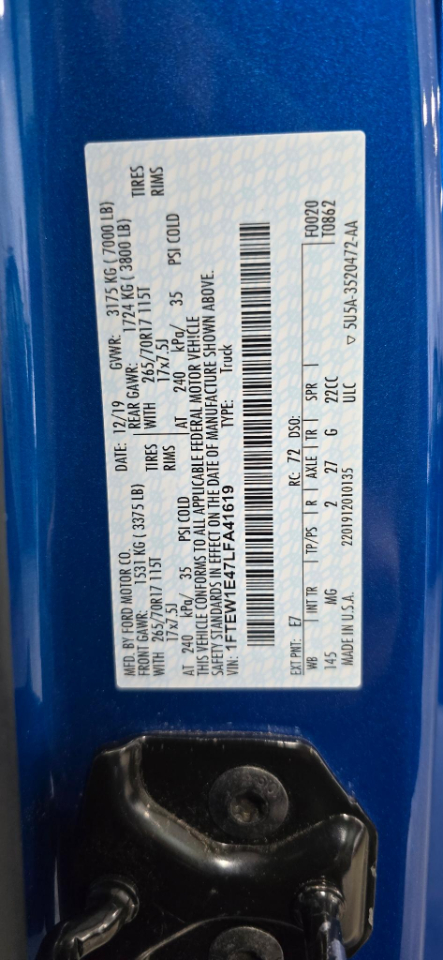 MFD. BY FORD MOTOR CO.
DATE: 12/19
GVWR: 3175 KG ( 7000 LB)
FRONT GAWR: 1531 KG ( 3375 LB)
REAR GAWR: 1724 KG ( 3800 LB)
WITH 265/70R17 115T TIRES
WITH 265/70R17 115T TIRES
17x7.5J RIMS
17x7.5J RIMS
AT 240 kPa/ 35 PSI COLD
AT 240 kPa/ 35 PSI COLD
THIS VEHICLE CONFORMS TO ALL APPLICABLE FEDERAL MOTOR VEHICLE
SAFETY STANDARDS IN EFFECT ON THE DATE OF MANUFACTURE SHOWN ABOVE.
VIN: 1FTEW1E47LFA41619
TYPE: Truck
EXT PNT: E7 RC: 72 DSO: F0020
WB INT TR TP/PS R AXLE TR SPR T0862
145 MG 2 27 G 22CC
MADE IN U.S.A. 2201912010135 ULC ▽ 5U5A-3520472-AA